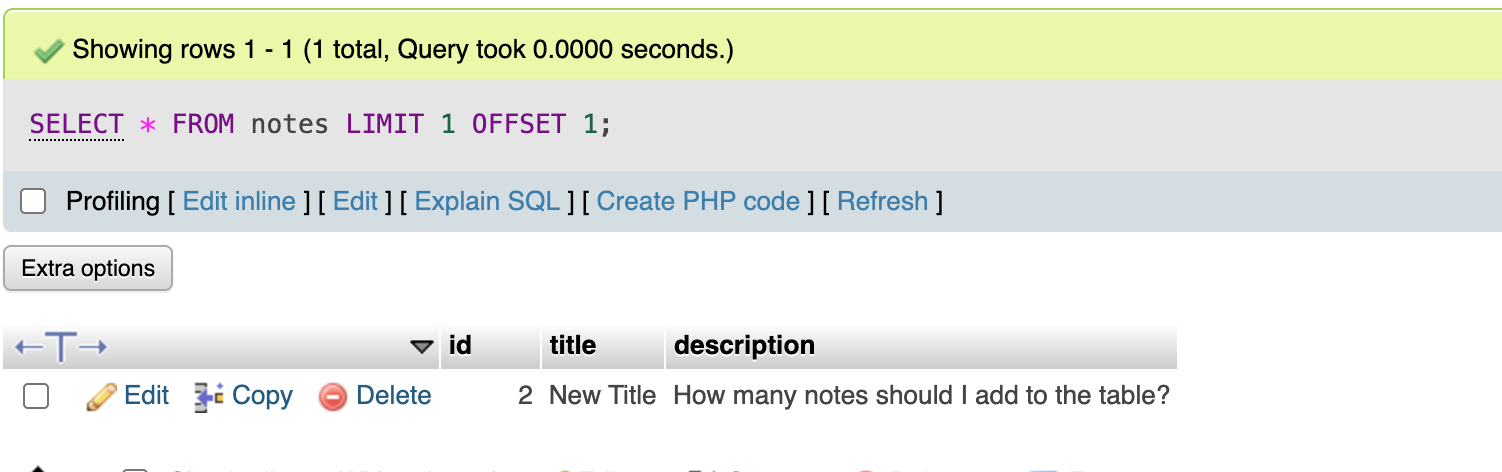 Showing rows 1 - 1 (1 total, Query took 0.0000 seconds.)
SELECT * FROM notes LIMIT 1 OFFSET 1;
Profiling [ Edit inline ] [ Edit ] [ Explain SQL ] [ Create PHP code ] [ Refresh ]
Extra options
id title description
Edit Copy Delete 2 New Title How many notes should I add to the table?